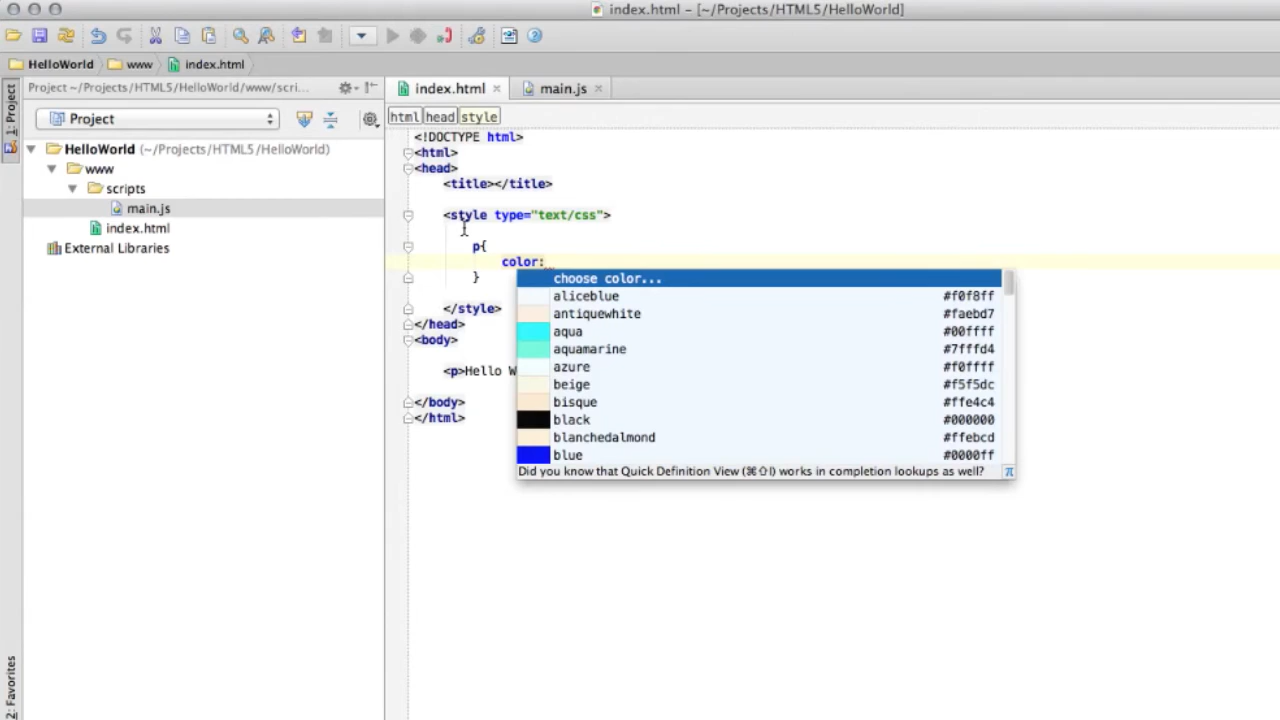 index.html - [~/Projects/HTML5/HelloWorld]
HelloWorld www index.html
1: Project
2: Favorites
Project ~/Projects/HTML5/HelloWorld/www/scri...
Project
HelloWorld (~/Projects/HTML5/HelloWorld)
www
scripts
main.js
index.html
External Libraries
index.html main.js
html head style
<!DOCTYPE html>
<html>
<head>
<title></title>
<style type="text/css">
p{
color:
}
</style>
</head>
<body>
<p>Hello W
</body>
</html>
choose color...
aliceblue #f0f8ff
antiquewhite #faebd7
aqua #00ffff
aquamarine #7fffd4
azure #f0ffff
beige #f5f5dc
bisque #ffe4c4
black #000000
blanchedalmond #ffebcd
blue #0000ff
Did you know that Quick Definition View (⌘⇧I) works in completion lookups as well? π